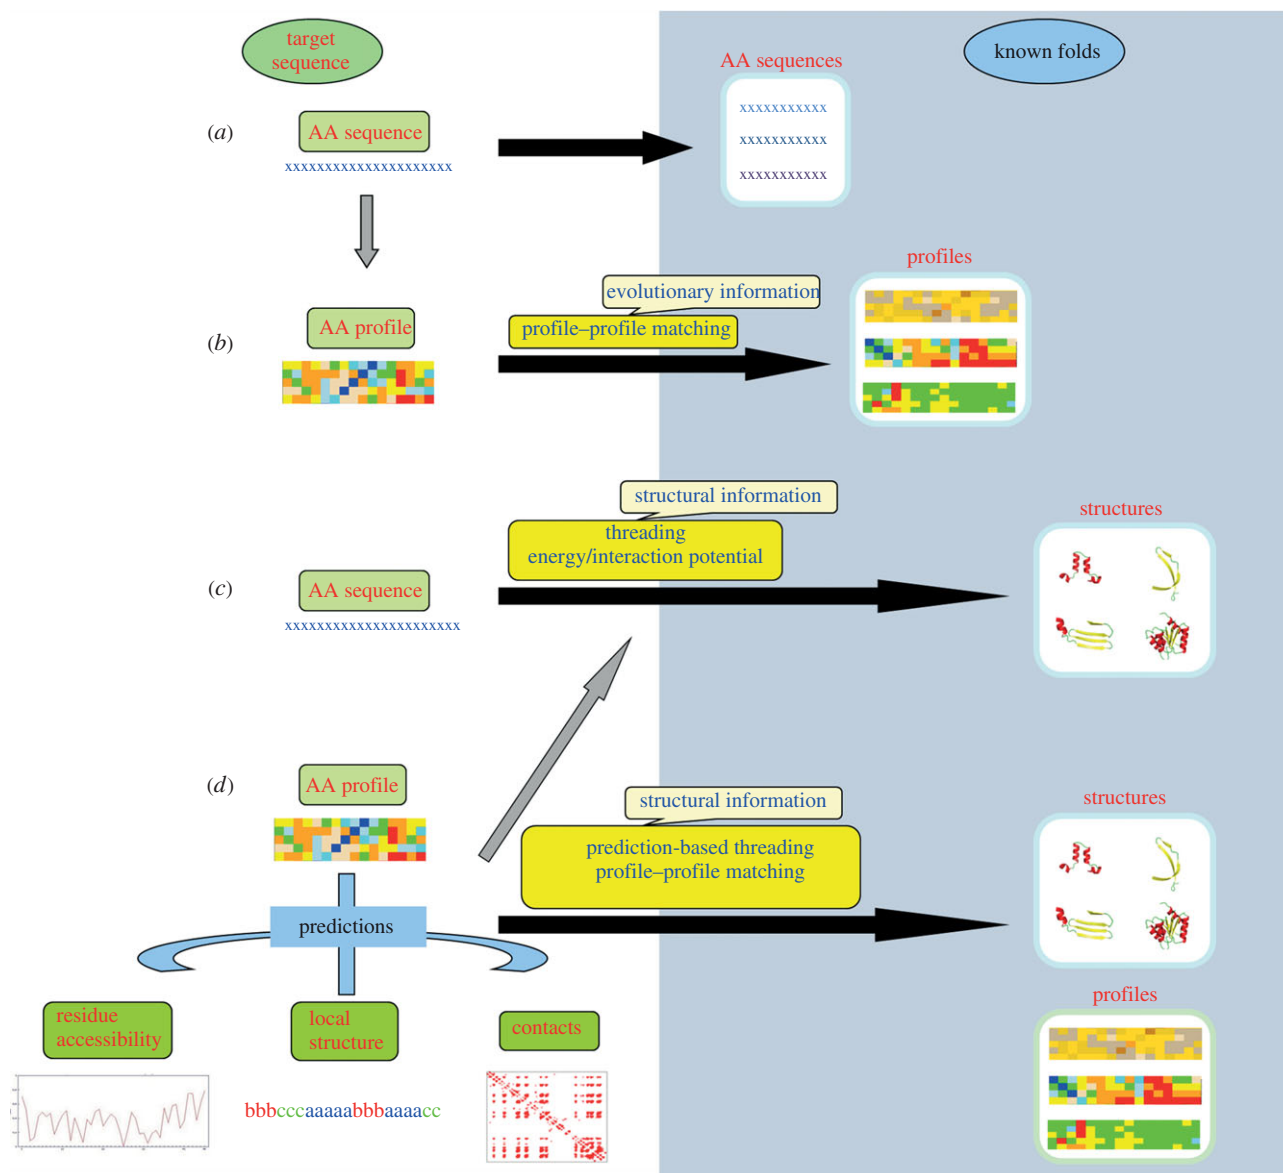 target
sequence
known folds
AA sequences
(a)
AA sequence
xxxxxxxxxxxxxxxxxxxxxx
xxxxxxxxxxx
xxxxxxxxxxx
xxxxxxxxxxx
profiles
evolutionary information
(b)
AA profile
profile–profile matching
structural information
threading
energy/interaction potential
structures
(c)
AA sequence
xxxxxxxxxxxxxxxxxxxxxxx
(d)
AA profile
structural information
prediction-based threading
profile–profile matching
structures
predictions
residue
accessibility
local
structure
contacts
profiles
bbbcccaaaaabbbaaaacc